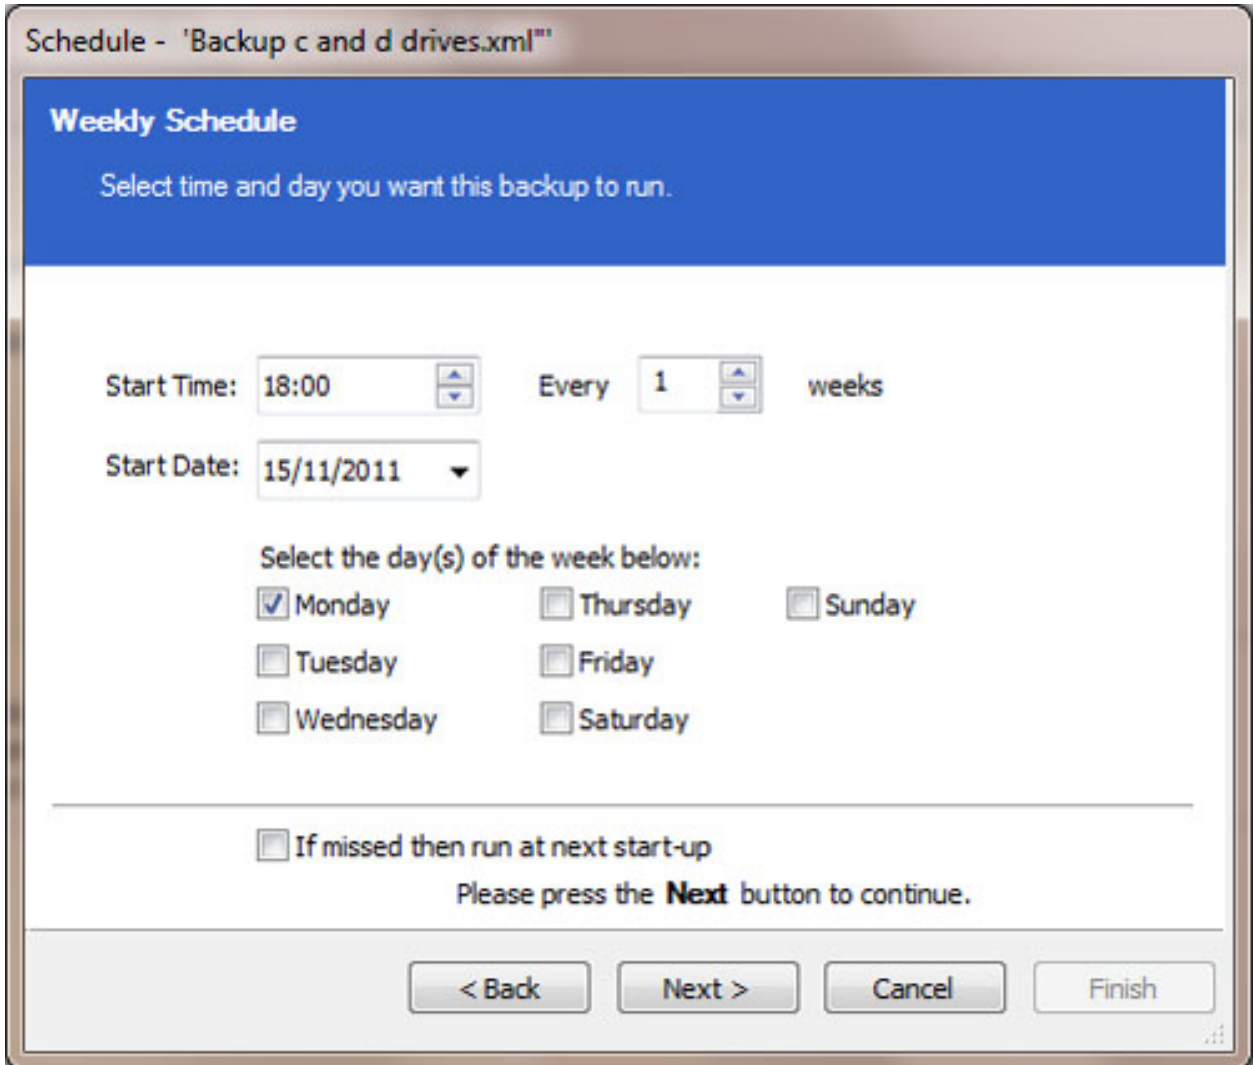 Schedule - 'Backup c and d drives.xml"'
Weekly Schedule
Select time and day you want this backup to run.
Start Time: 18:00 Every 1 weeks
Start Date: 15/11/2011
Select the day(s) of the week below:
Monday Thursday Sunday
Tuesday Friday
Wednesday Saturday
If missed then run at next start-up
Please press the Next button to continue.
< Back Next > Cancel Finish